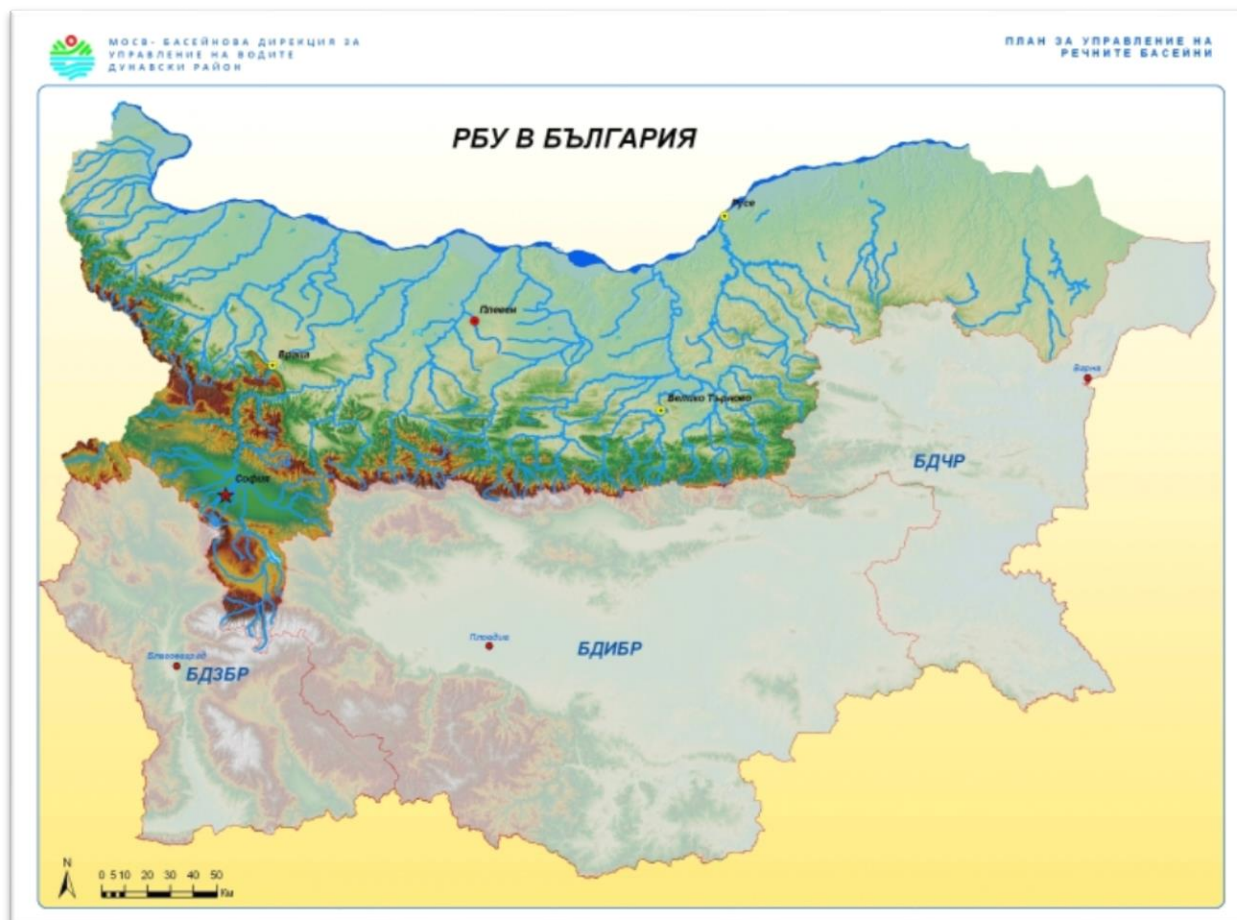 МОСВ- БАСЕЙНОВА ДИРЕКЦИЯ ЗА
УПРАВЛЕНИЕ НА ВОДИТЕ
ДУНАВСКИ РАЙОН
ПЛАН ЗА УПРАВЛЕНИЕ НА
РЕЧНИТЕ БАСЕЙНИ
РБУ В БЪЛГАРИЯ
Русе
Плевен
Враца
Варна
Велико Търново
БДЧР
София
Пловдив
БДИБР
Благоевград
БДЗБР
N
0 5 10 20 30 40 50
Км